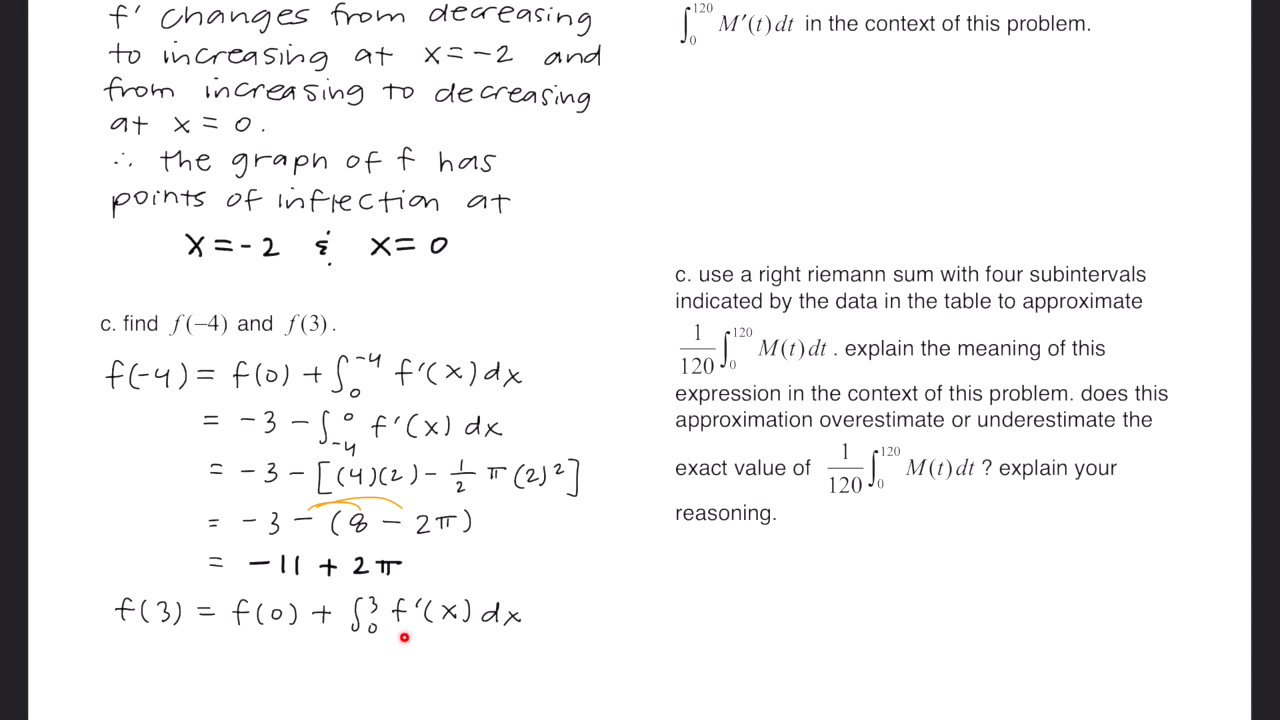 f' changes from decreasing
to increasing at x = -2 and
from increasing to decreasing
at x = 0.
∴ the graph of f has
points of inflection at
x = -2 & x = 0
c. find f(−4) and f(3).
f(-4) = f(0) + ∫₀⁻⁴ f'(x) dx
= -3 - ∫₋₄⁰ f'(x) dx
= -3 - [(4)(2) - 1/2 π (2)²]
= -3 - (8 - 2π)
= -11 + 2π
f(3) = f(0) + ∫₀³ f'(x) dx
∫₀¹²⁰ M′(t) dt in the context of this problem.
c. use a right riemann sum with four subintervals
indicated by the data in the table to approximate
1/120 ∫₀¹²⁰ M(t) dt . explain the meaning of this
expression in the context of this problem. does this
approximation overestimate or underestimate the
exact value of 1/120 ∫₀¹²⁰ M(t) dt ? explain your
reasoning.